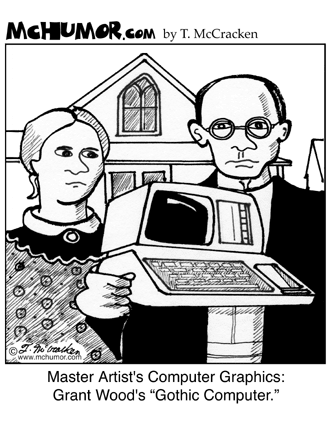 McHUMOR.com by T. McCracken
© T. McCracken
www.mchumor.com
Master Artist's Computer Graphics:
Grant Wood's “Gothic Computer.”